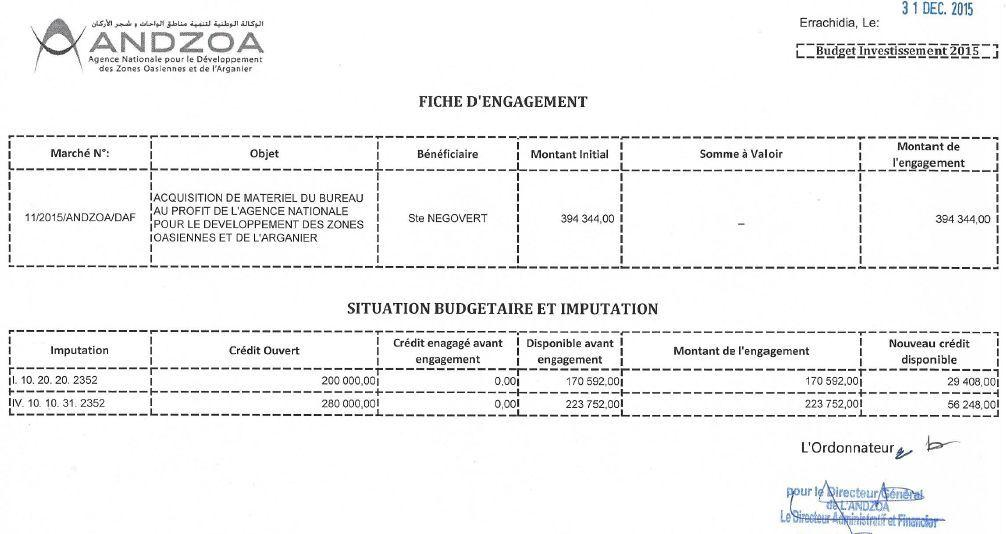 31 DEC. 2015
Errachidia, Le:
الوكالة الوطنية لتنمية مناطق الواحات و شجر الأركان
ANDZOA
Agence Nationale pour le Développement
des Zones Oasiennes et de l'Arganier
Budget Investissement 2015
FICHE D'ENGAGEMENT
Marché N°: Objet Bénéficiaire Montant Initial Somme à Valoir Montant de l'engagement
11/2015/ANDZOA/DAF ACQUISITION DE MATERIEL DU BUREAU
AU PROFIT DE L'AGENCE NATIONALE
POUR LE DEVELOPPEMENT DES ZONES
OASIENNES ET DE L'ARGANIER
Ste NEGOVERT 394 344,00 – 394 344,00
SITUATION BUDGETAIRE ET IMPUTATION
Imputation Crédit Ouvert Crédit enagagé avant engagement Disponible avant engagement Montant de l'engagement Nouveau crédit disponible
I. 10. 20. 20. 2352 200 000,00 0,00 170 592,00 170 592,00 29 408,00
IV. 10. 10. 31. 2352 280 000,00 0,00 223 752,00 223 752,00 56 248,00
L'Ordonnateur
pour le Directeur Général
de L'ANDZOA
Le Directeur Administratif et Financier